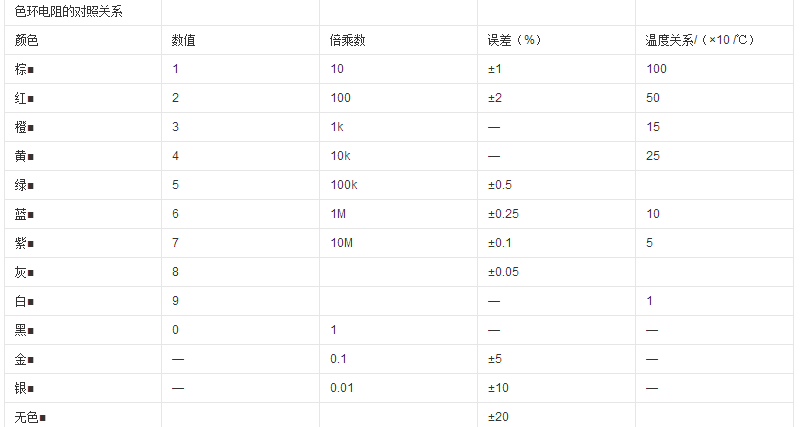 色环电阻的对照关系
颜色 数值 倍乘数 误差（%） 温度关系/（×10 /℃）
棕■ 1 10 ±1 100
红■ 2 100 ±2 50
橙■ 3 1k — 15
黄■ 4 10k — 25
绿■ 5 100k ±0.5
蓝■ 6 1M ±0.25 10
紫■ 7 10M ±0.1 5
灰■ 8 ±0.05
白■ 9 — 1
黑■ 0 1 — —
金■ — 0.1 ±5 —
银■ — 0.01 ±10 —
无色■ ±20